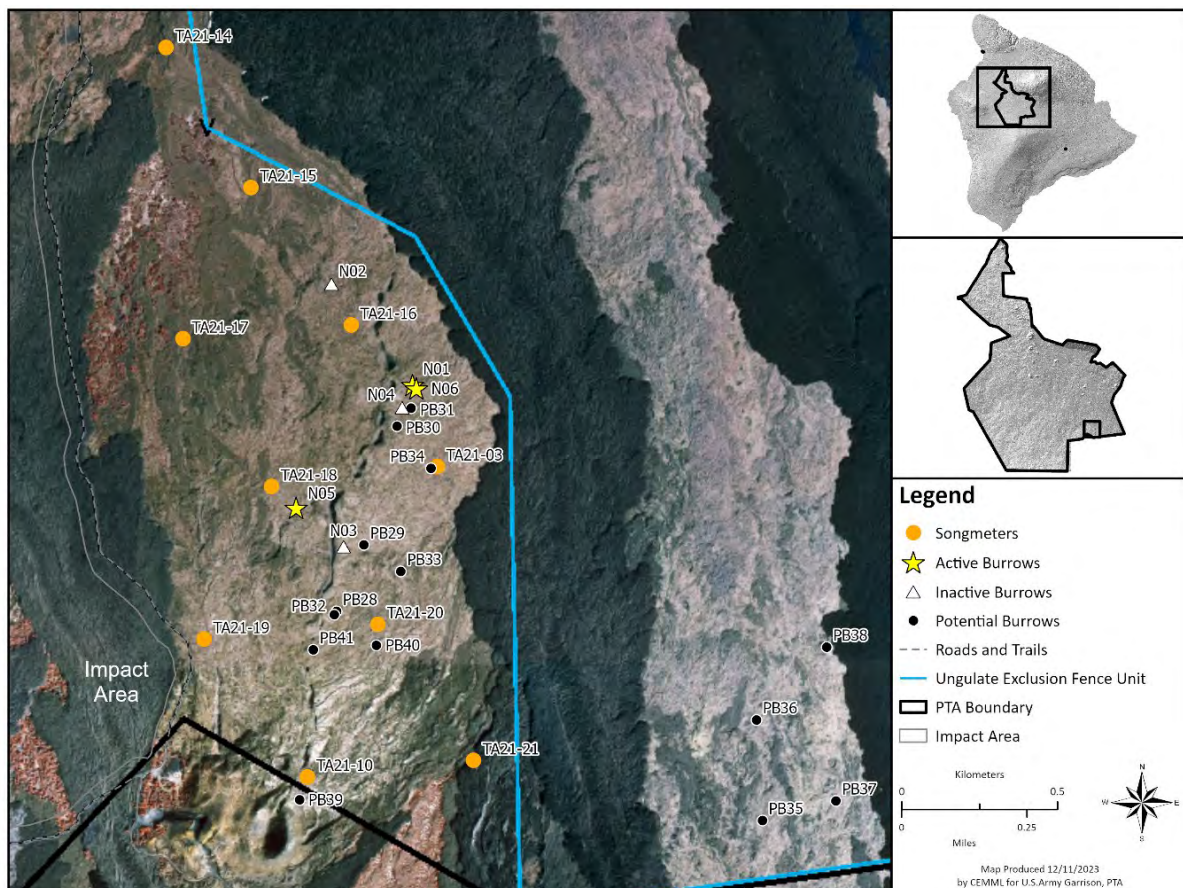 TA21-14
TA21-15
N02
TA21-16
TA21-17
N01
N06
N04
PB31
PB30
PB34
TA21-03
TA21-18
N05
N03
PB29
PB33
PB32
PB28
TA21-20
TA21-19
PB41
PB40
PB38
Impact
Area
PB36
TA21-21
TA21-10
PB39
PB37
PB35
Legend
Songmeters
Active Burrows
Inactive Burrows
Potential Burrows
Roads and Trails
Ungulate Exclusion Fence Unit
PTA Boundary
Impact Area
Kilometers
0 0.5
0 0.25
Miles
N
W E
S
Map Produced 12/11/2023
by CEMML for U.S.Army Garrison, PTA